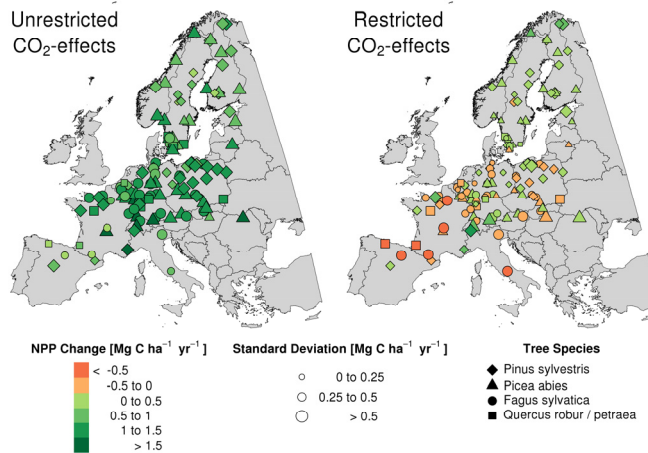 Unrestricted
CO₂-effects
Restricted
CO₂-effects
NPP Change [Mg C ha⁻¹ yr⁻¹]
< -0.5
-0.5 to 0
0 to 0.5
0.5 to 1
1 to 1.5
> 1.5
Standard Deviation [Mg C ha⁻¹ yr⁻¹]
0 to 0.25
0.25 to 0.5
> 0.5
Tree Species
Pinus sylvestris
Picea abies
Fagus sylvatica
Quercus robur / petraea